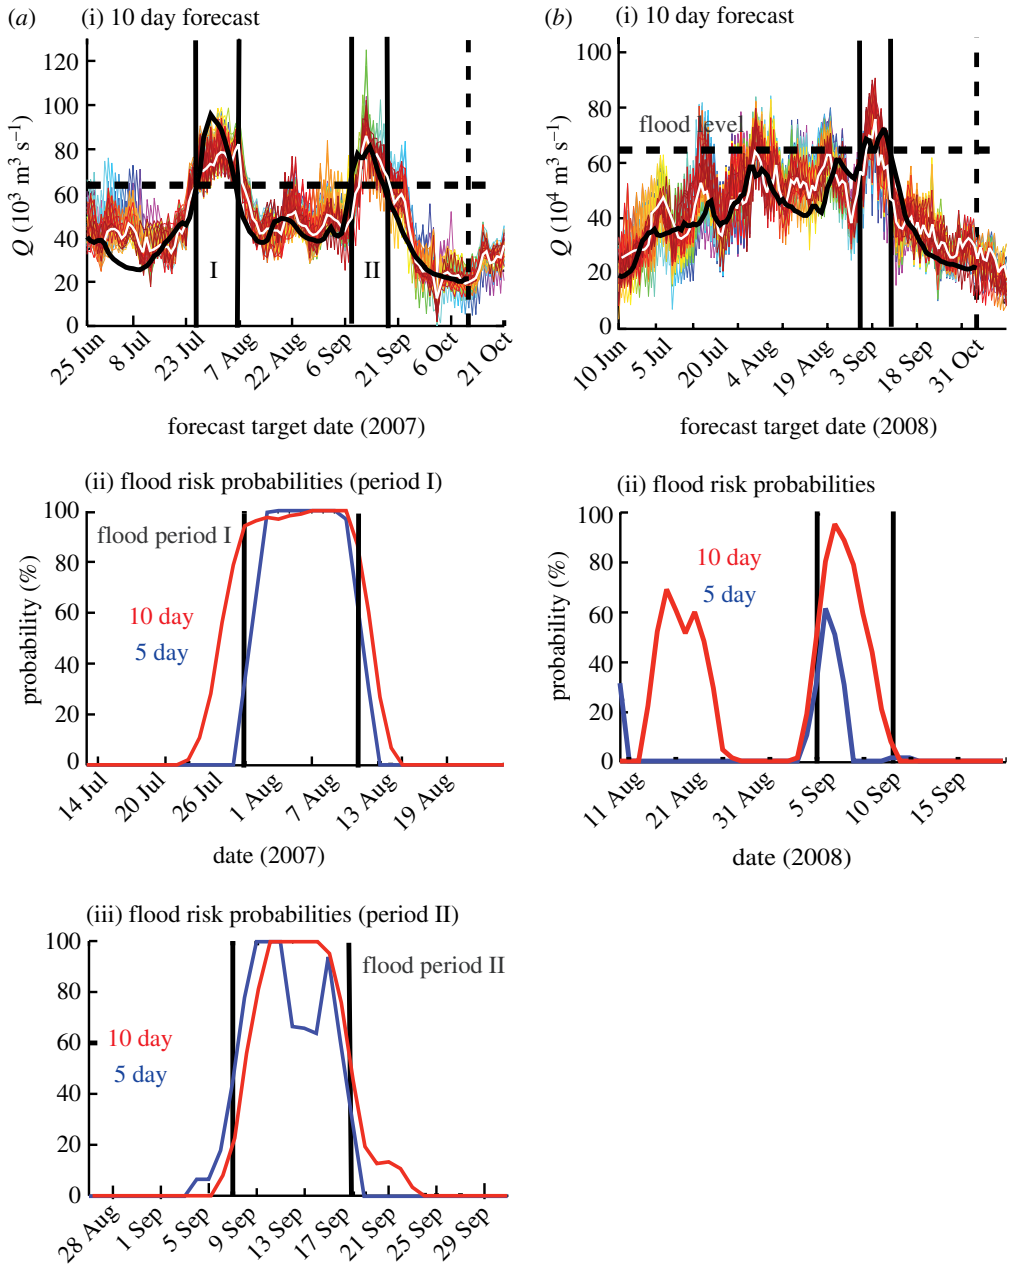 (a) (i) 10 day forecast
Q (10³ m³ s⁻¹)
120
100
80
60
40
20
0
I
II
25 Jun
8 Jul
23 Jul
7 Aug
22 Aug
6 Sep
21 Sep
6 Oct
21 Oct
forecast target date (2007)
(b) (i) 10 day forecast
Q (10⁴ m³ s⁻¹)
100
80
60
40
20
0
flood level
10 Jun
5 Jul
20 Jul
4 Aug
19 Aug
3 Sep
18 Sep
31 Oct
forecast target date (2008)
(ii) flood risk probabilities (period I)
probability (%)
100
80
60
40
20
0
flood period I
10 day
5 day
14 Jul
20 Jul
26 Jul
1 Aug
7 Aug
13 Aug
19 Aug
date (2007)
(ii) flood risk probabilities
probability (%)
100
80
60
40
20
0
10 day
5 day
11 Aug
21 Aug
31 Aug
5 Sep
10 Sep
15 Sep
date (2008)
(iii) flood risk probabilities (period II)
100
80
60
40
20
0
flood period II
10 day
5 day
28 Aug
1 Sep
5 Sep
9 Sep
13 Sep
17 Sep
21 Sep
25 Sep
29 Sep